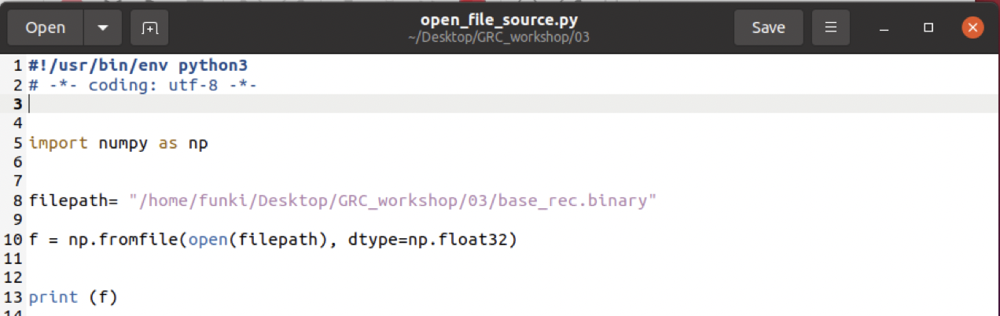 open_file_source.py
Open
Save
~/Desktop/GRC_workshop/03
1 #!/usr/bin/env python3
2 # -*- coding: utf-8 -*-
3
4
5 import numpy as np
6
7
8 filepath= "/home/funki/Desktop/GRC_workshop/03/base_rec.binary"
9
10 f = np.fromfile(open(filepath), dtype=np.float32)
11
12
13 print (f)
14